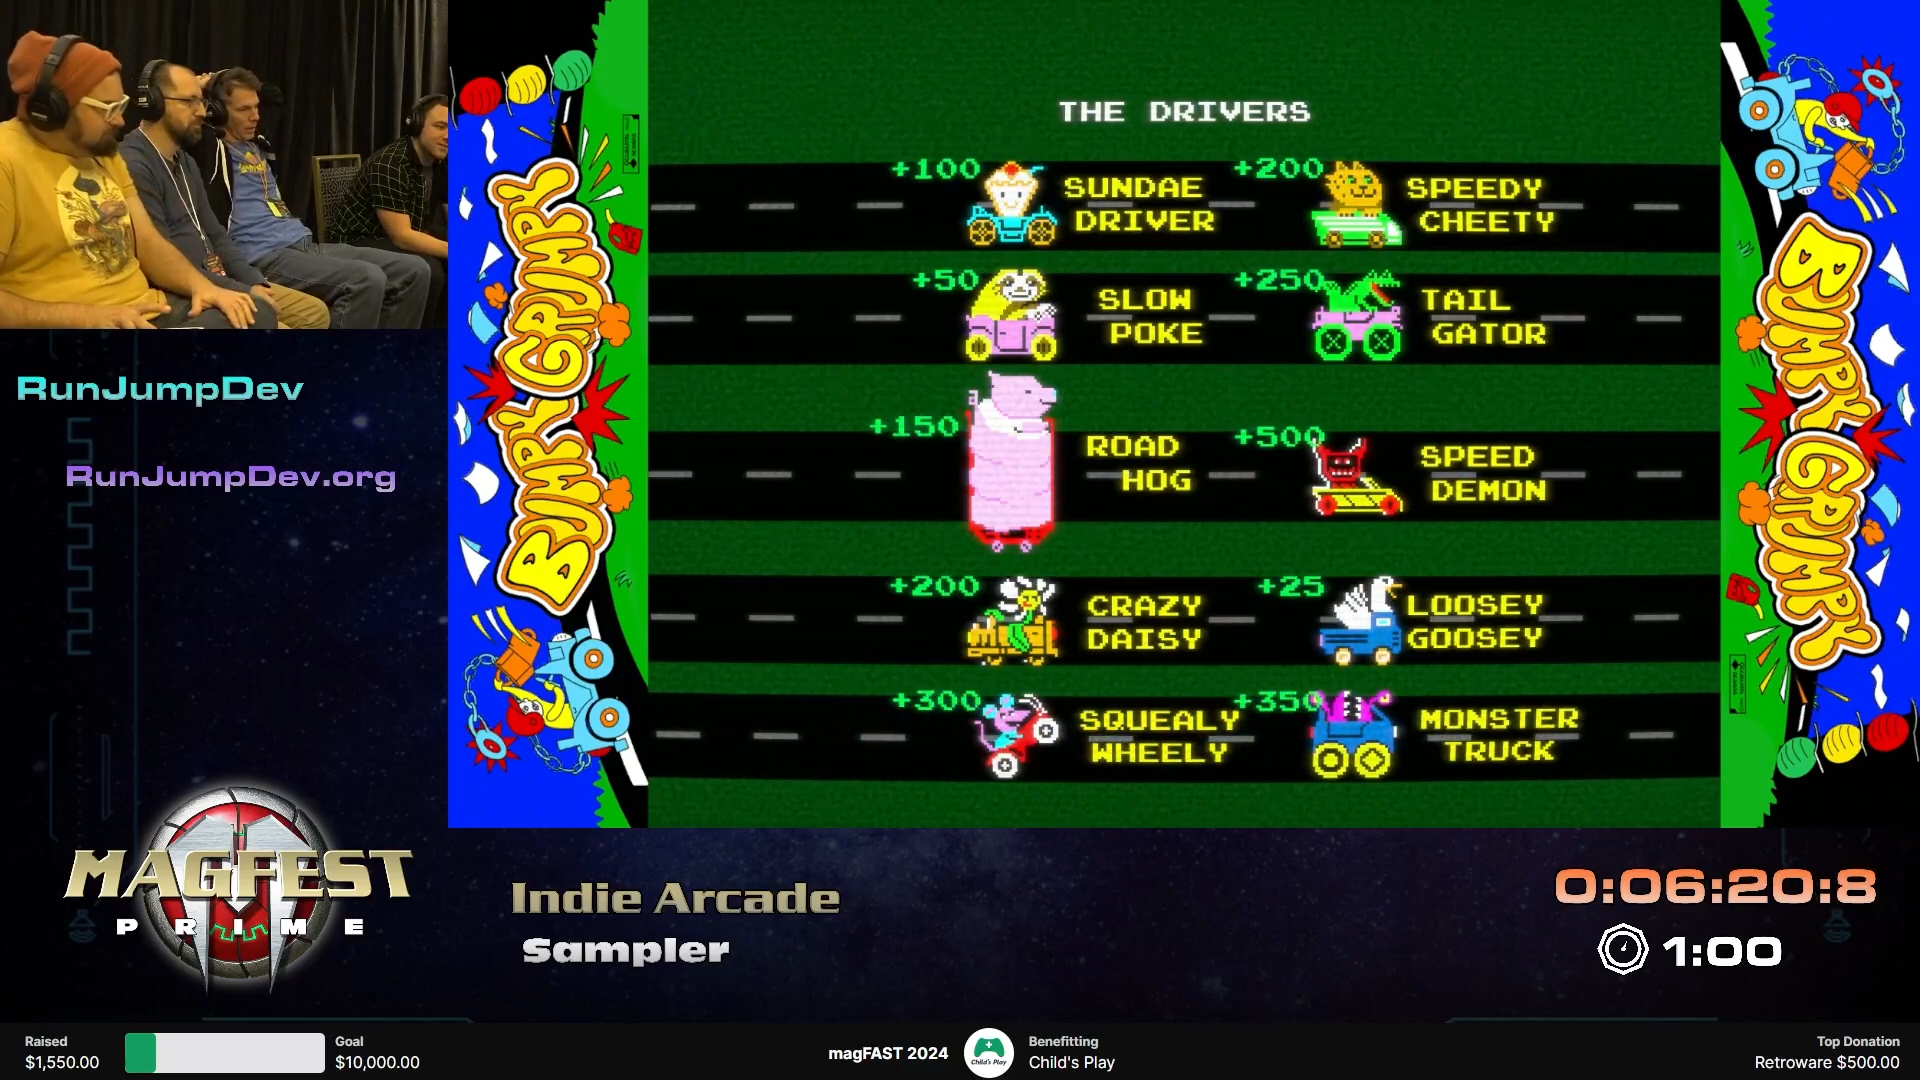 THE DRIVERS
+100
SUNDAE
DRIVER
+200
SPEEDY
CHEETY
+50
SLOW
POKE
+250
TAIL
GATOR
+150
ROAD
HOG
+500
SPEED
DEMON
+200
CRAZY
DAISY
+25
LOOSEY
GOOSEY
+300
SQUEALY
WHEELY
+350
MONSTER
TRUCK
BUMPY GRUMPY
BUMPY GRUMPY
RunJumpDev
RunJumpDev.org
MAGFEST
PRIME
Indie Arcade
Sampler
0:06:20:8
1:00
Raised
$1,550.00
Goal
$10,000.00
magFAST 2024
Child's Play
Benefitting
Child's Play
Top Donation
Retroware $500.00